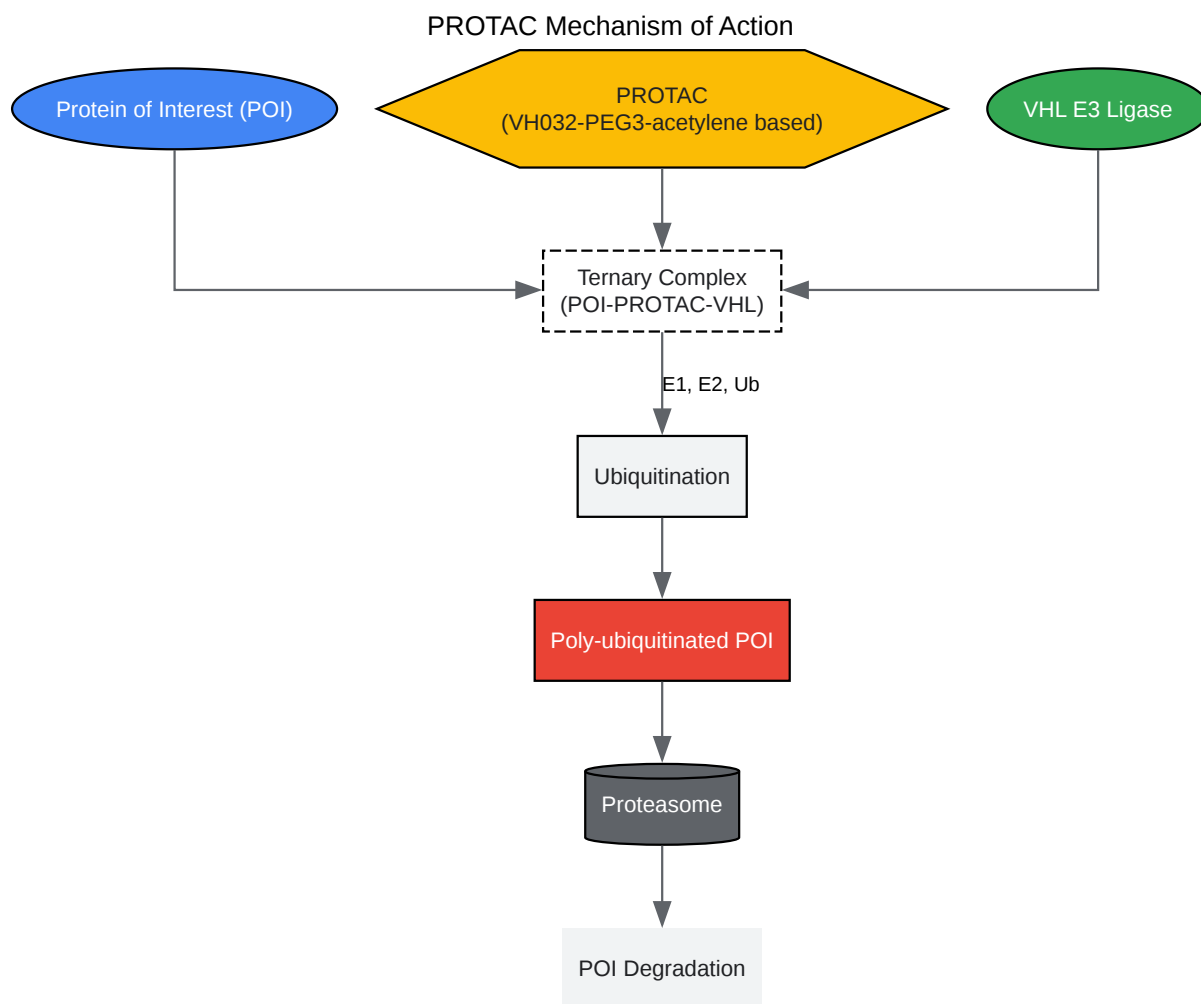 PROTAC Mechanism of Action
Protein of Interest (POI)
PROTAC
(VH032-PEG3-acetylene based)
VHL E3 Ligase
Ternary Complex
(POI-PROTAC-VHL)
E1, E2, Ub
Ubiquitination
Poly-ubiquitinated POI
Proteasome
POI Degradation